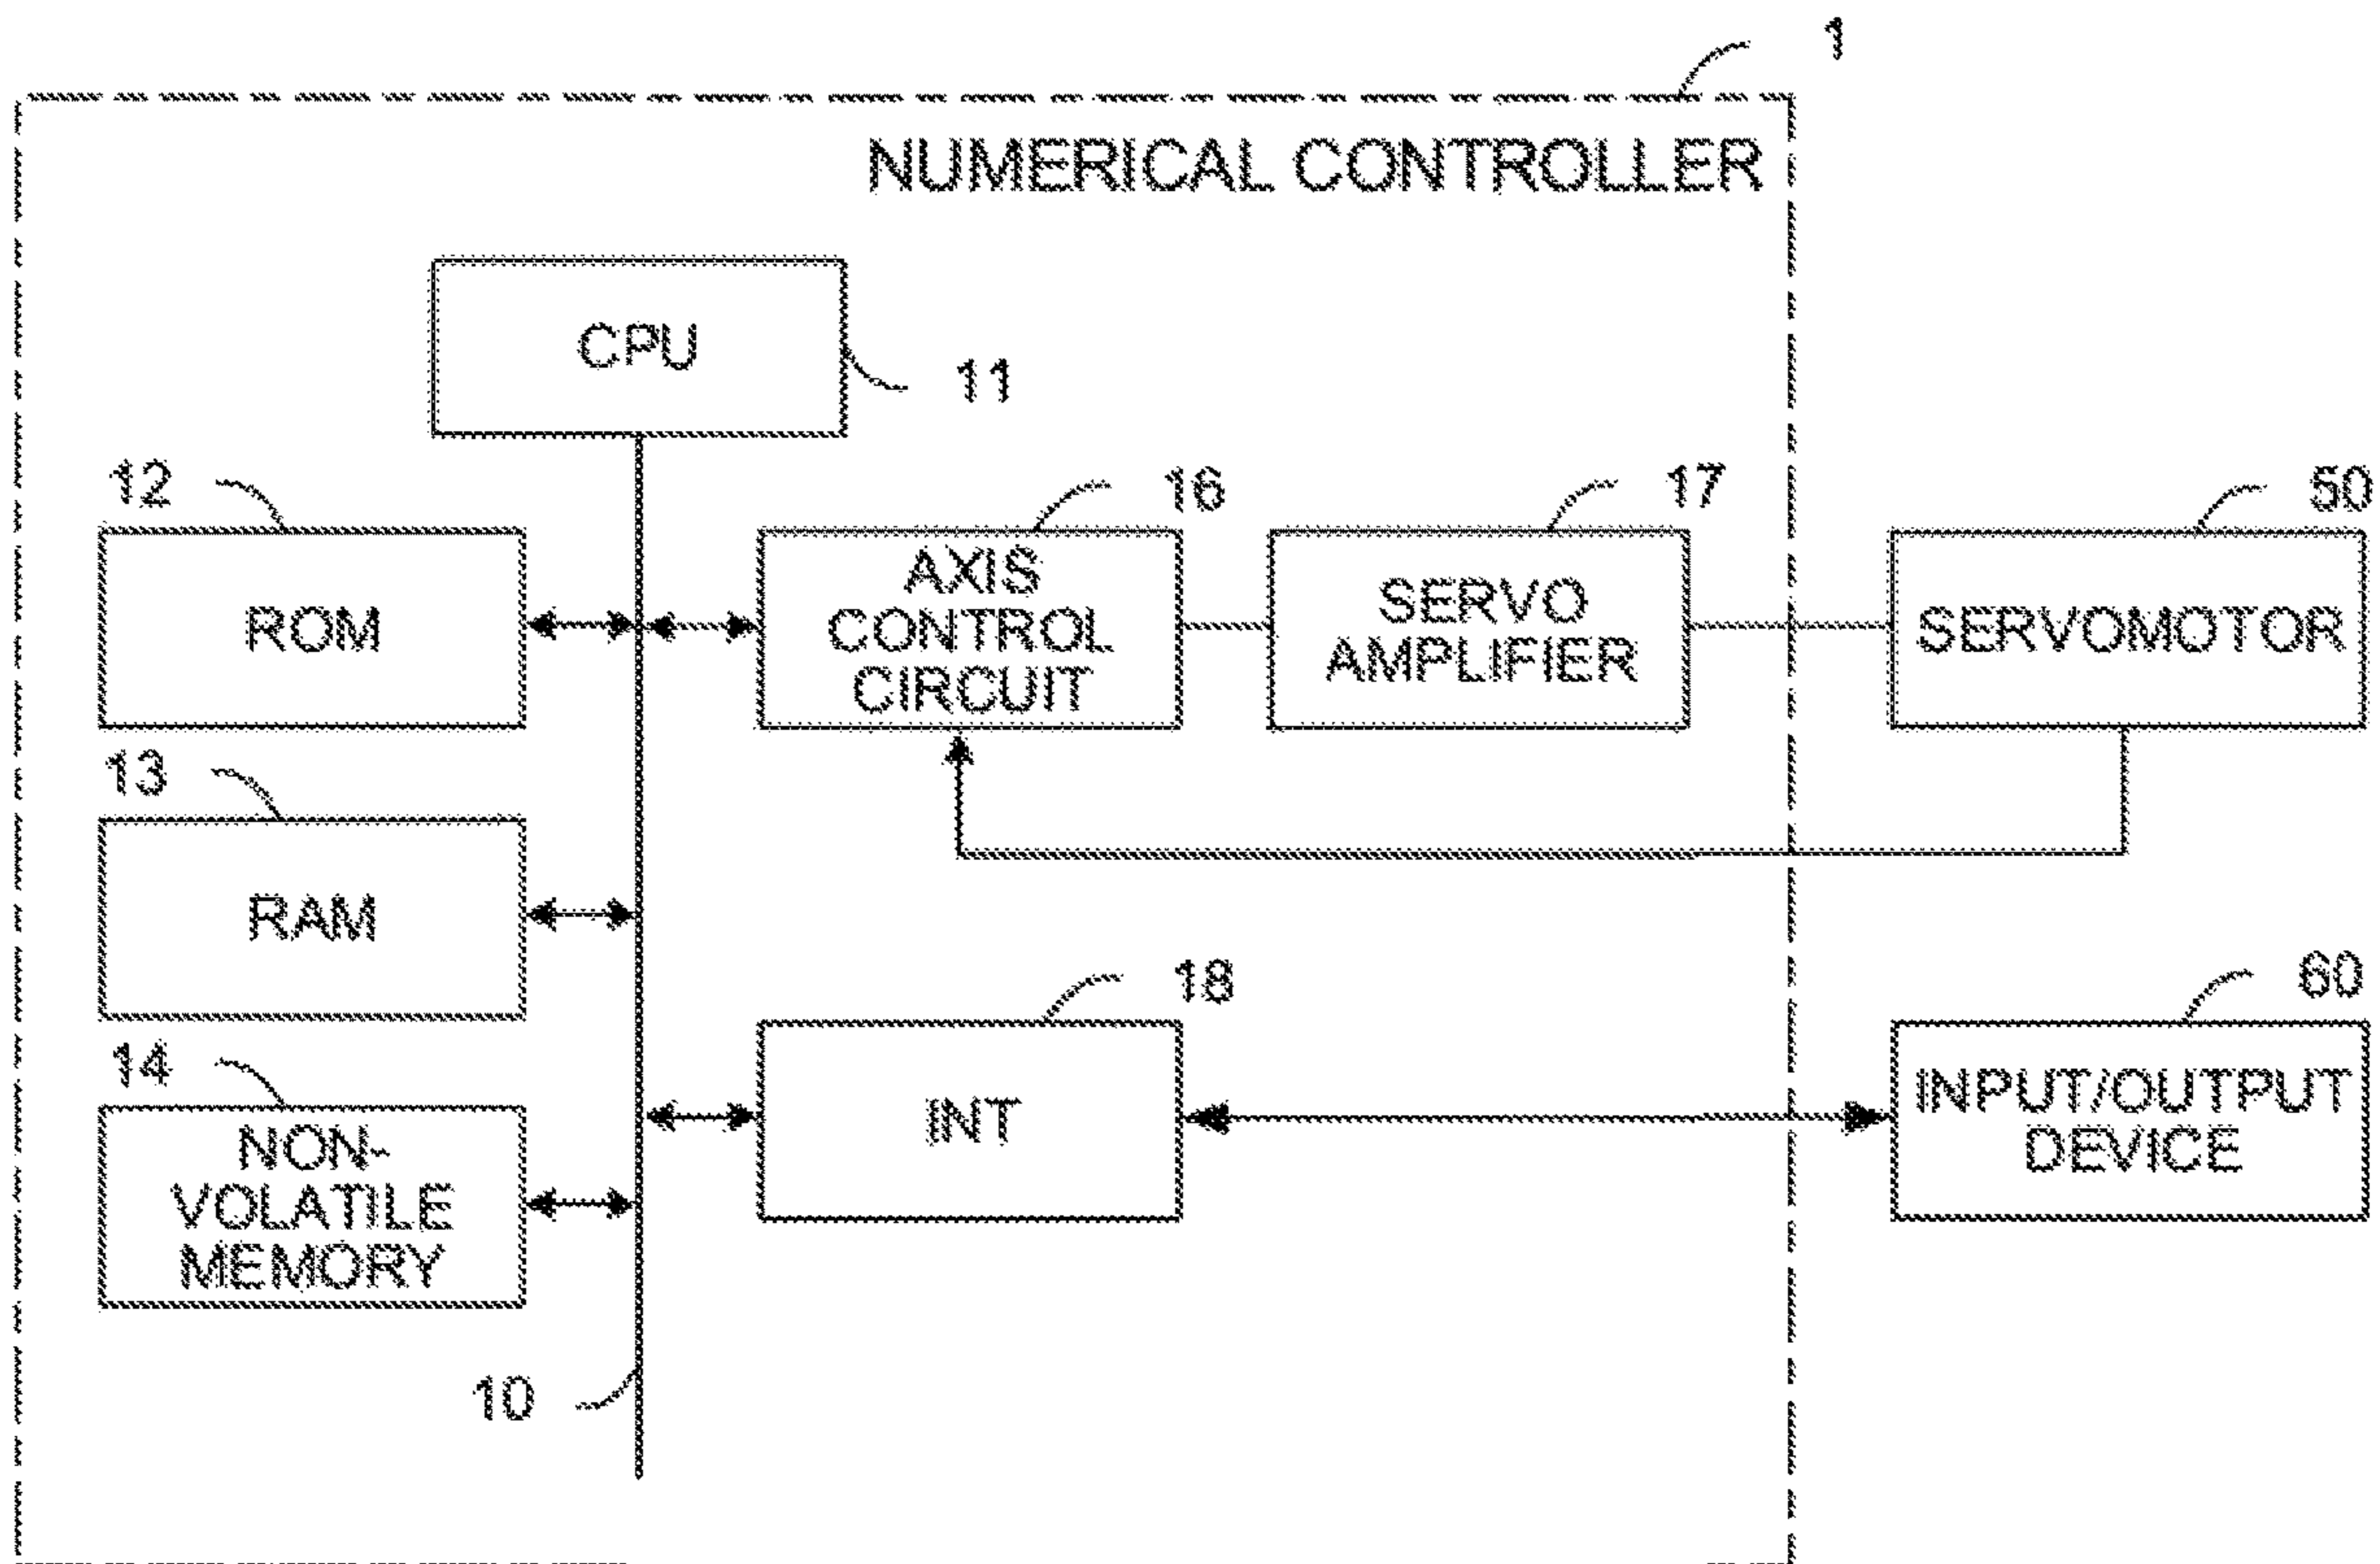 1
NUMERICAL CONTROLLER
CPU
11
12
16
17
50
ROM
AXIS
CONTROL
CIRCUIT
SERVO
AMPLIFIER
SERVOMOTOR
13
RAM
18
60
14
NON-
VOLATILE
MEMORY
INT
INPUT/OUTPUT
DEVICE
10